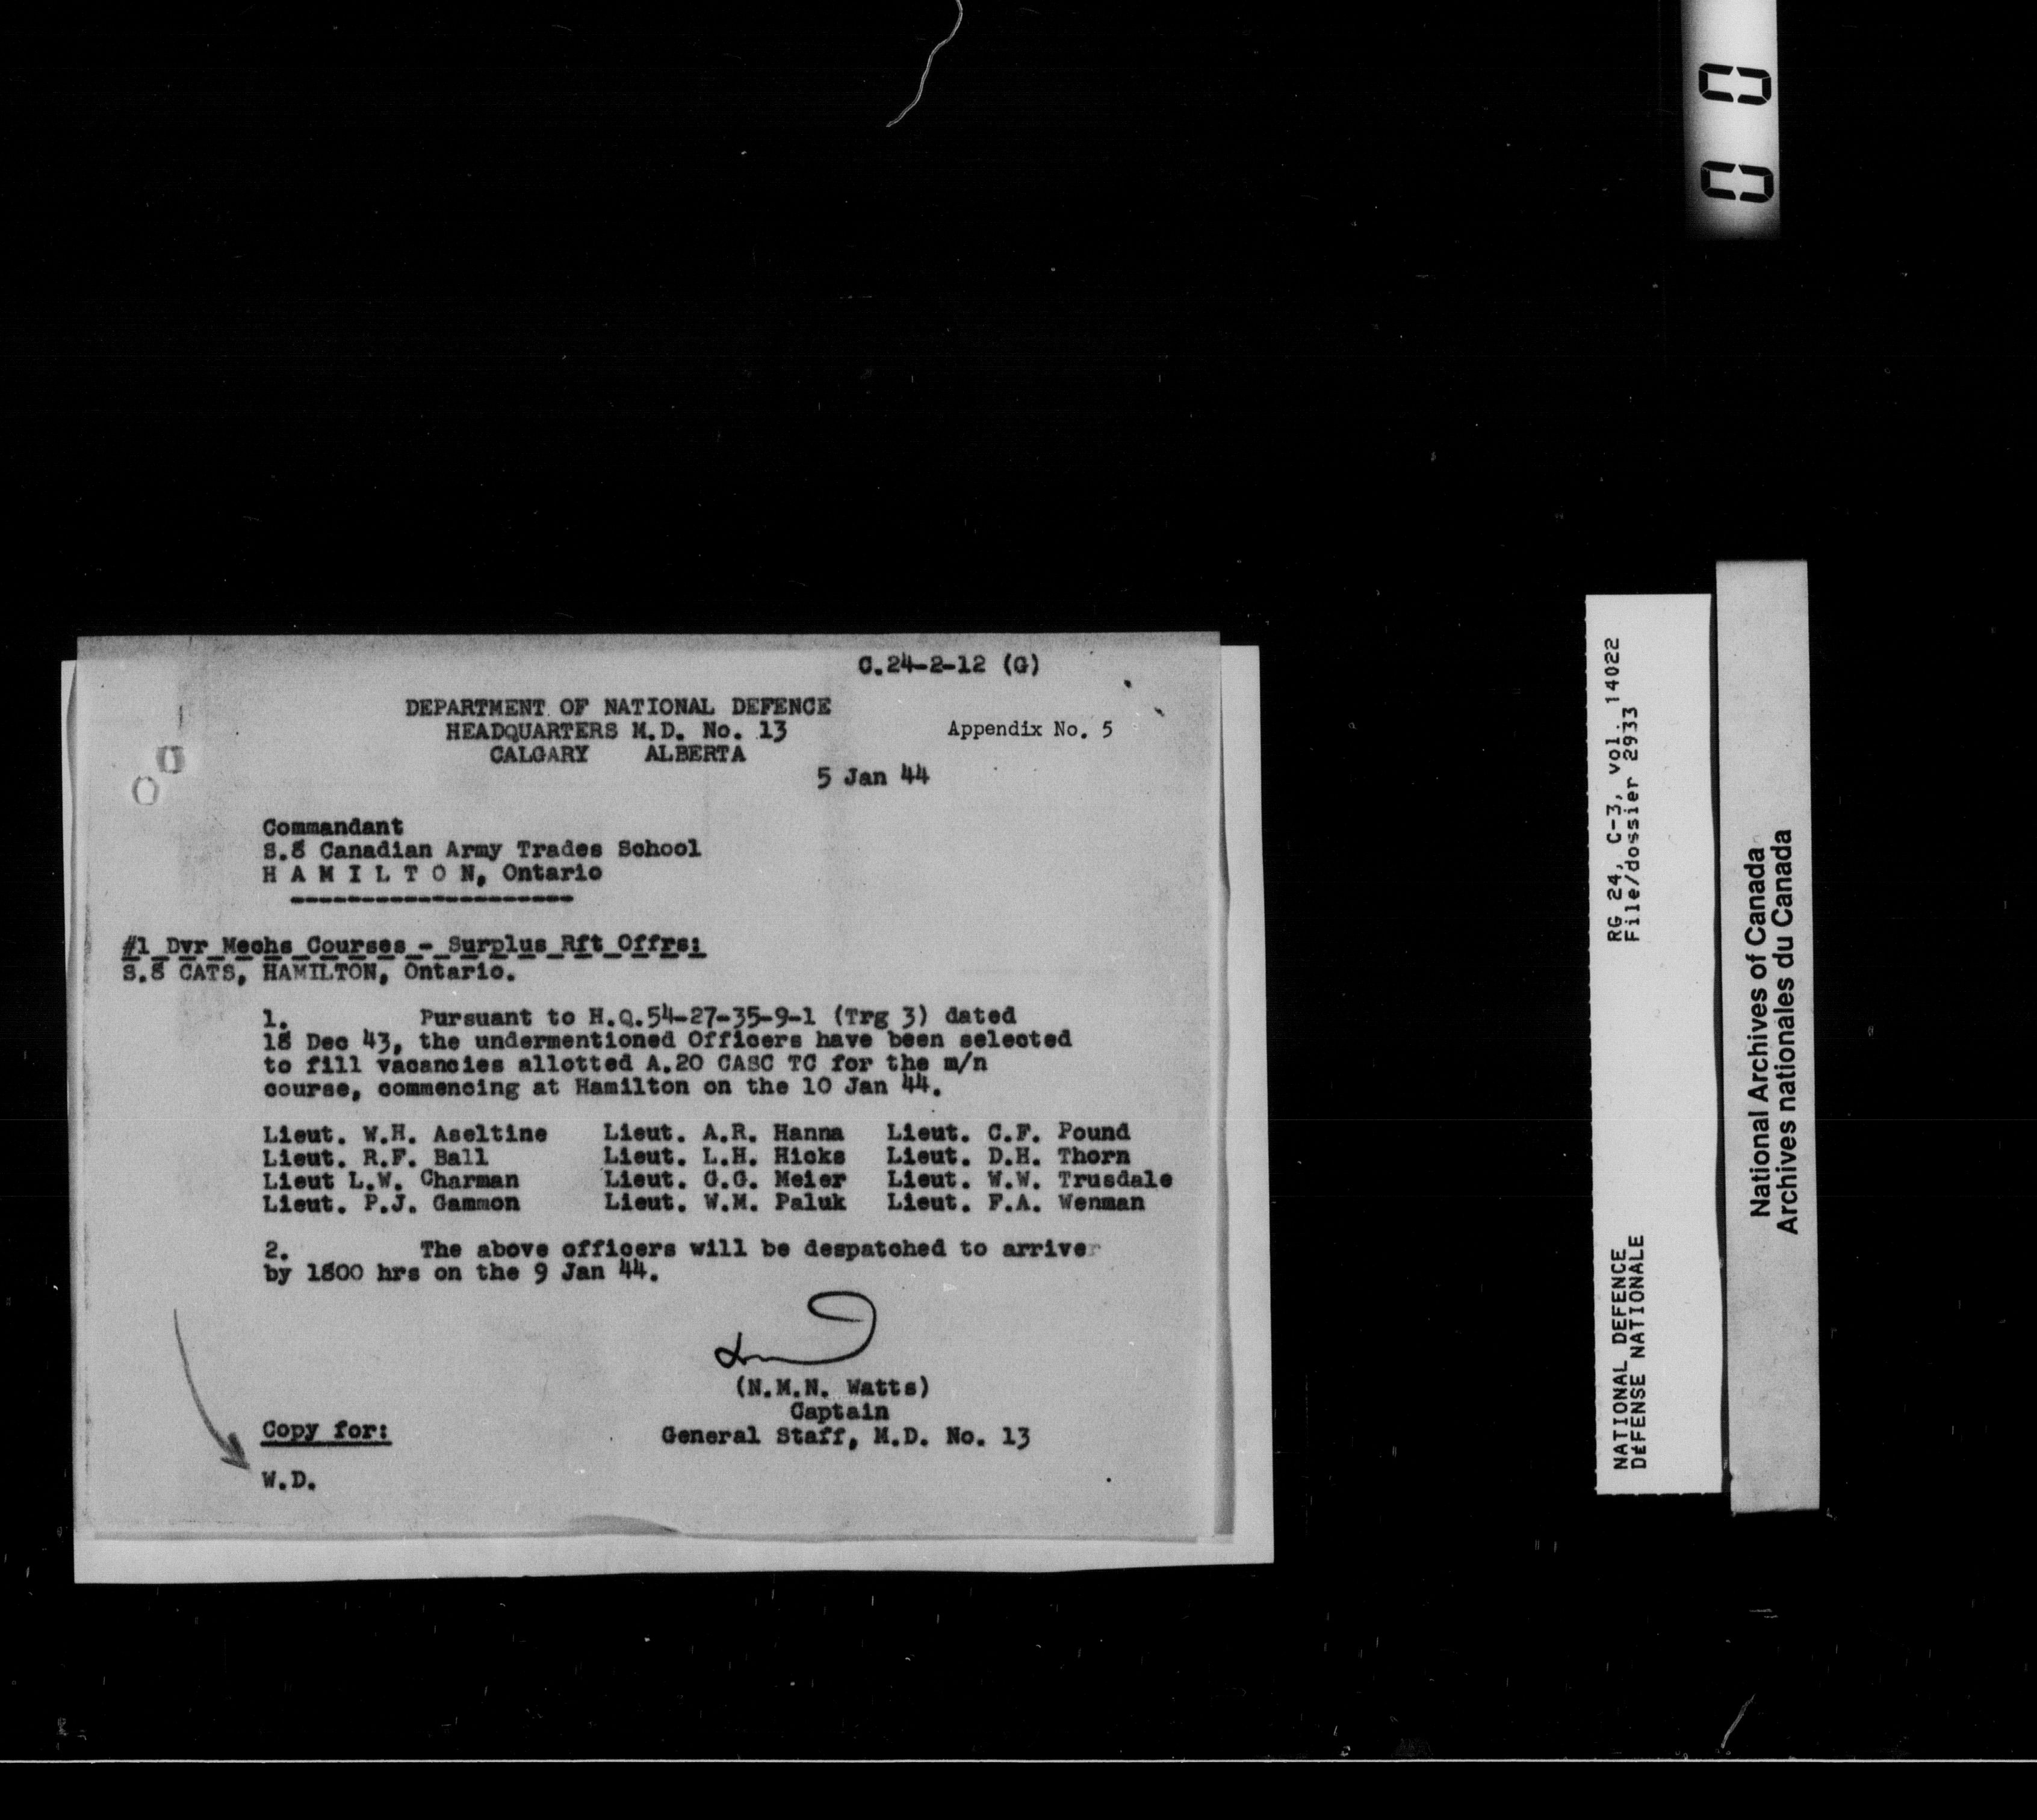 C.24-2-12 (G)
DEPARTMENT OF NATIONAL DEFENCE
HEADQUARTERS M.D. No. 13
Appendix No. 5
CALGARY ALBERTA
5 Jan 44
Commandant
S.8 Canadian Army Trades School
H A M I L T O N, Ontario
#1 Dvr Mechs Courses - Surplus Rft Offrs:
S.8 CATS, HAMILTON, Ontario.
1. Pursuant to H.Q.54-27-35-9-1 (Trg 3) dated
18 Dec 43, the undermentioned Officers have been selected
to fill vacancies allotted A.20 CASC TC for the m/n
course, commencing at Hamilton on the 10 Jan 44.
Lieut. W.H. Aseltine Lieut. A.R. Hanna Lieut. C.F. Pound
Lieut. R.F. Ball Lieut. L.H. Hicks Lieut. D.H. Thorn
Lieut L.W. Charman Lieut. G.G. Meier Lieut. W.W. Trusdale
Lieut. P.J. Gammon Lieut. W.M. Paluk Lieut. F.A. Wenman
2. The above officers will be despatched to arriver
by 1800 hrs on the 9 Jan 44.
(N.M.N. Watts)
Captain
General Staff, M.D. No. 13
Copy for:
W.D.
00
RG 24, C-3, vol. 14022
File/dossier 2933
NATIONAL DEFENCE
DéFENSE NATIONALE
National Archives of Canada
Archives nationales du Canada